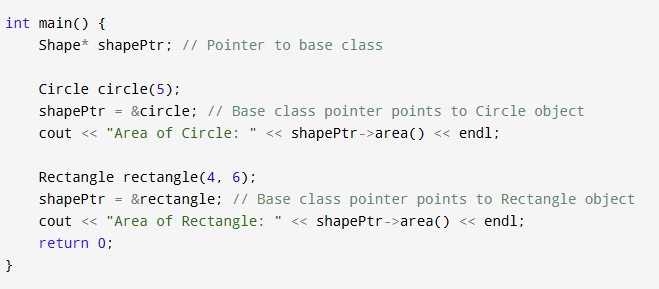 int main() {
    Shape* shapePtr; // Pointer to base class
    Circle circle(5);
    shapePtr = &circle; // Base class pointer points to Circle object
    cout << "Area of Circle: " << shapePtr->area() << endl;
    Rectangle rectangle(4, 6);
    shapePtr = &rectangle; // Base class pointer points to Rectangle object
    cout << "Area of Rectangle: " << shapePtr->area() << endl;
    return 0;
}